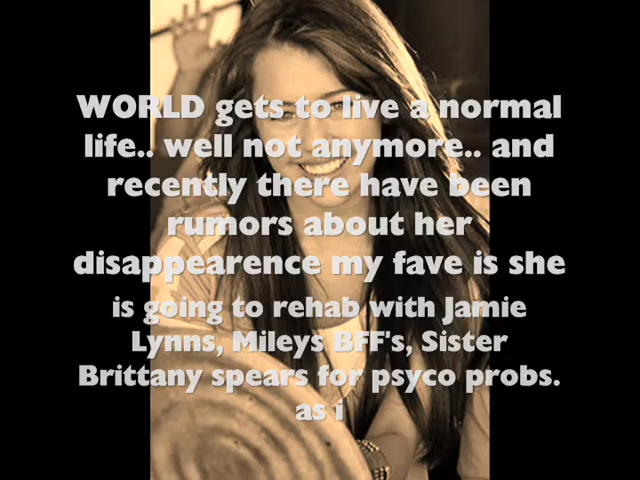 WORLD gets to live a normal
life.. well not anymore.. and
recently there have been
rumors about her
disappearence my fave is she
is going to rehab with Jamie
Lynns, Mileys BFF's, Sister
Brittany spears for psyco probs.
as i